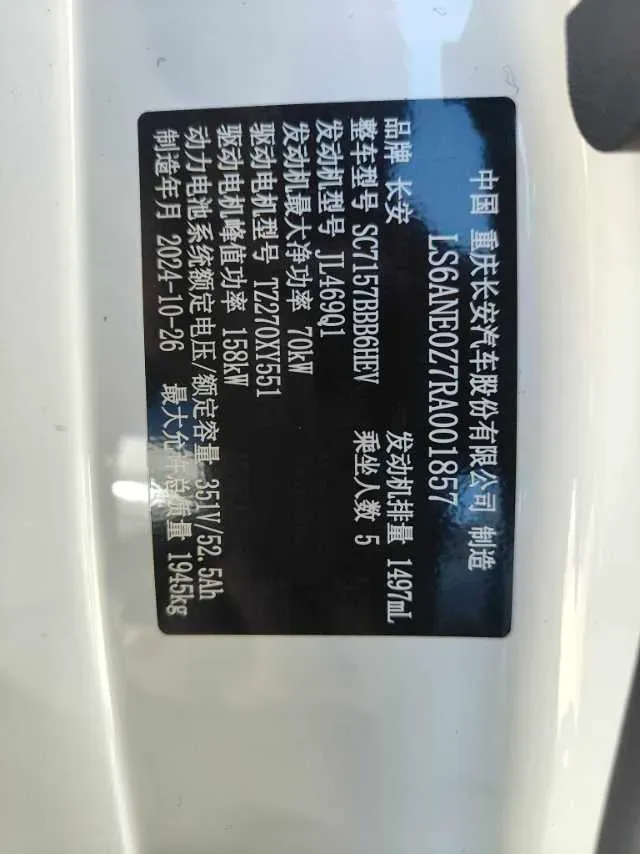 中国 重庆长安汽车股份有限公司 制造
LS6ANE0Z7RA001857
品牌 长安 发动机排量 1497mL
整车型号 SC7157BBB6HEV 乘坐人数 5
发动机型号 JL469Q1
发动机最大净功率 70kW
驱动电机型号 TZ270XY551
驱动电机峰值功率 158kW
动力电池系统额定电压/额定容量 351V/52.5Ah
制造年月 2024-10-26 最大允许总质量 1945kg